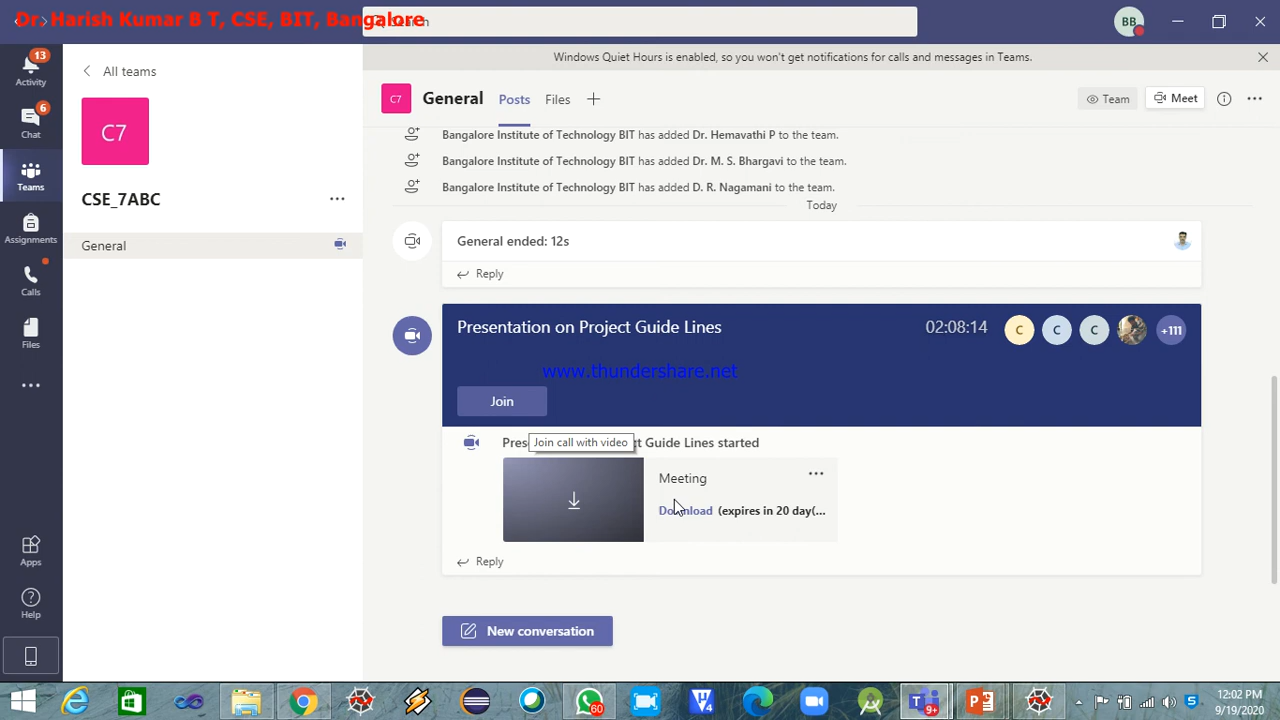 Dr. Harish Kumar B T, CSE, BIT, Bangalore
BB
Windows Quiet Hours is enabled, so you won't get notifications for calls and messages in Teams.
13
Activity
6
Chat
Teams
Assignments
Calls
Files
Apps
Help
All teams
C7
CSE_7ABC
General
C7
General
Posts
Files
Team
Meet
Bangalore Institute of Technology BIT has added Dr. Hemavathi P to the team.
Bangalore Institute of Technology BIT has added Dr. M. S. Bhargavi to the team.
Bangalore Institute of Technology BIT has added D. R. Nagamani to the team.
Today
General ended: 12s
Reply
Presentation on Project Guide Lines
02:08:14
C
C
C
+111
www.thundershare.net
Join
Join call with video
Guide Lines started
Meeting
Download (expires in 20 day(...
Reply
New conversation
60
V4
9+
12:02 PM
9/19/2020